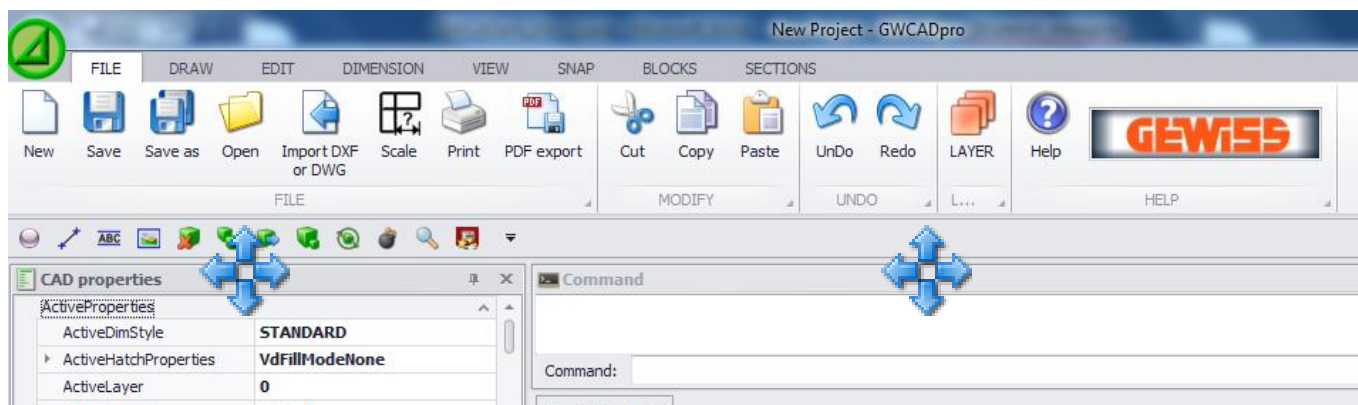 New Project - GWCADpro
FILE DRAW EDIT DIMENSION VIEW SNAP BLOCKS SECTIONS
New Save Save as Open Import DXF or DWG Scale Print PDF export Cut Copy Paste UnDo Redo LAYER Help GEWiSS
PDF
?
FILE MODIFY UNDO L... HELP
ABC
CAD properties
Command
ActiveProperties
ActiveDimStyle STANDARD
ActiveHatchProperties VdFillModeNone
ActiveLayer 0
Command: